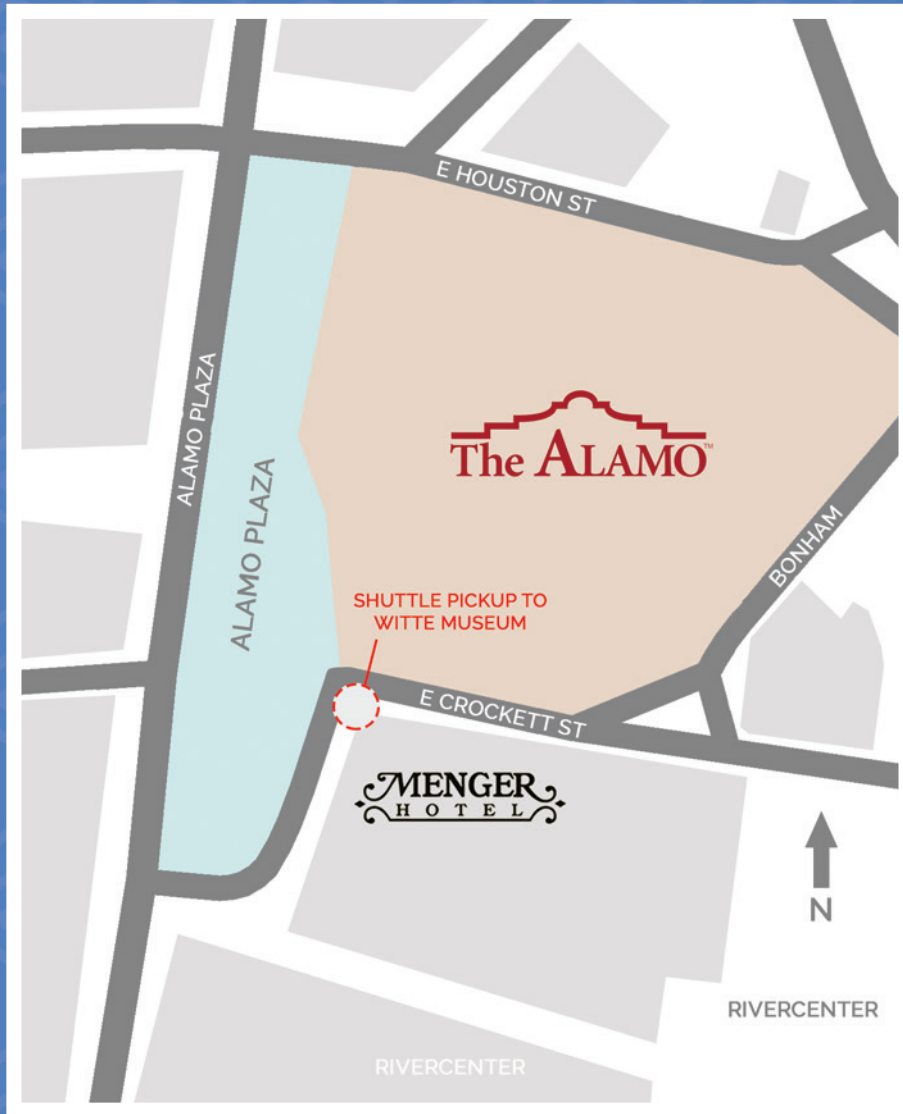 E HOUSTON ST
ALAMO PLAZA
ALAMO PLAZA
The ALAMO™
BONHAM
SHUTTLE PICKUP TO
WITTE MUSEUM
E CROCKETT ST
MENGER
HOTEL
N
RIVERCENTER
RIVERCENTER